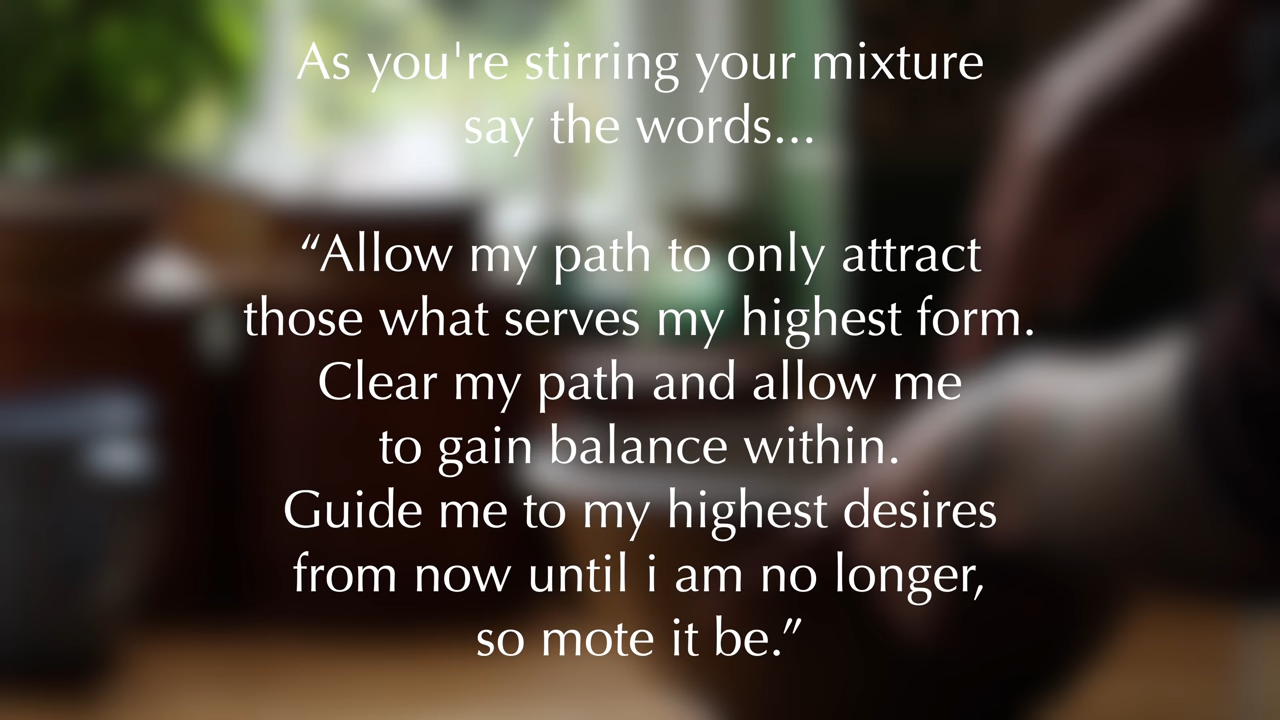 As you're stirring your mixture
say the words...
“Allow my path to only attract
those what serves my highest form.
Clear my path and allow me
to gain balance within.
Guide me to my highest desires
from now until i am no longer,
so mote it be.”